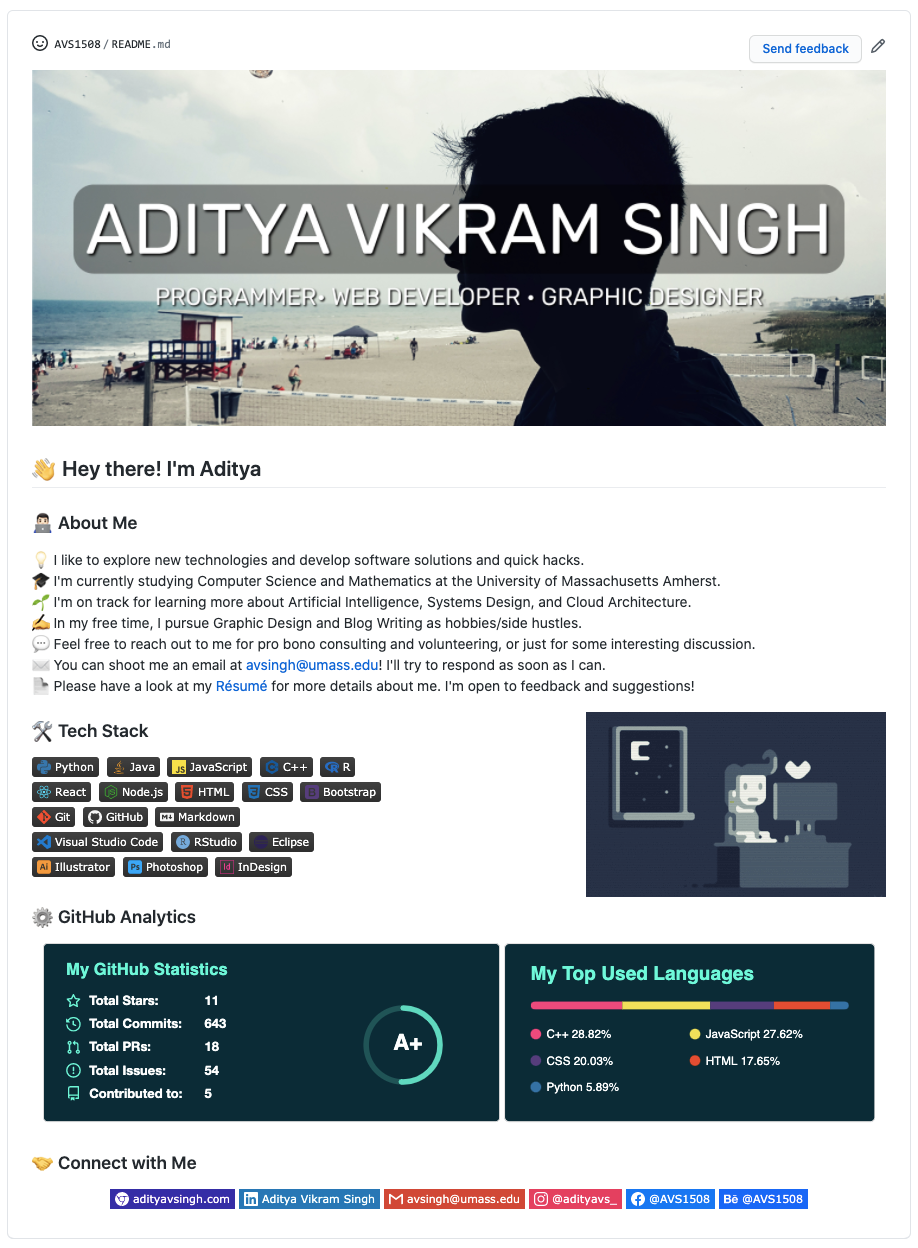 AVS1508/README.md
Send feedback
ADITYA VIKRAM SINGH
PROGRAMMER• WEB DEVELOPER • GRAPHIC DESIGNER
👋 Hey there! I'm Aditya
👨🏻‍💻 About Me
💡 I like to explore new technologies and develop software solutions and quick hacks.
🎓 I'm currently studying Computer Science and Mathematics at the University of Massachusetts Amherst.
🌱 I'm on track for learning more about Artificial Intelligence, Systems Design, and Cloud Architecture.
✍️ In my free time, I pursue Graphic Design and Blog Writing as hobbies/side hustles.
💬 Feel free to reach out to me for pro bono consulting and volunteering, or just for some interesting discussion.
✉️ You can shoot me an email at avsingh@umass.edu! I'll try to respond as soon as I can.
📄 Please have a look at my Résumé for more details about me. I'm open to feedback and suggestions!
🛠 Tech Stack
Python Java JS JavaScript C++ R
React Node.js HTML CSS Bootstrap
Git GitHub Markdown
Visual Studio Code RStudio Eclipse
Ai Illustrator Ps Photoshop Id InDesign
⚙️ GitHub Analytics
My GitHub Statistics
Total Stars: 11
Total Commits: 643
Total PRs: 18
Total Issues: 54
Contributed to: 5
A+
My Top Used Languages
C++ 28.82% JavaScript 27.62%
CSS 20.03% HTML 17.65%
Python 5.89%
🤝 Connect with Me
adityavsingh.com Aditya Vikram Singh avsingh@umass.edu @adityavs_ @AVS1508 Bē @AVS1508